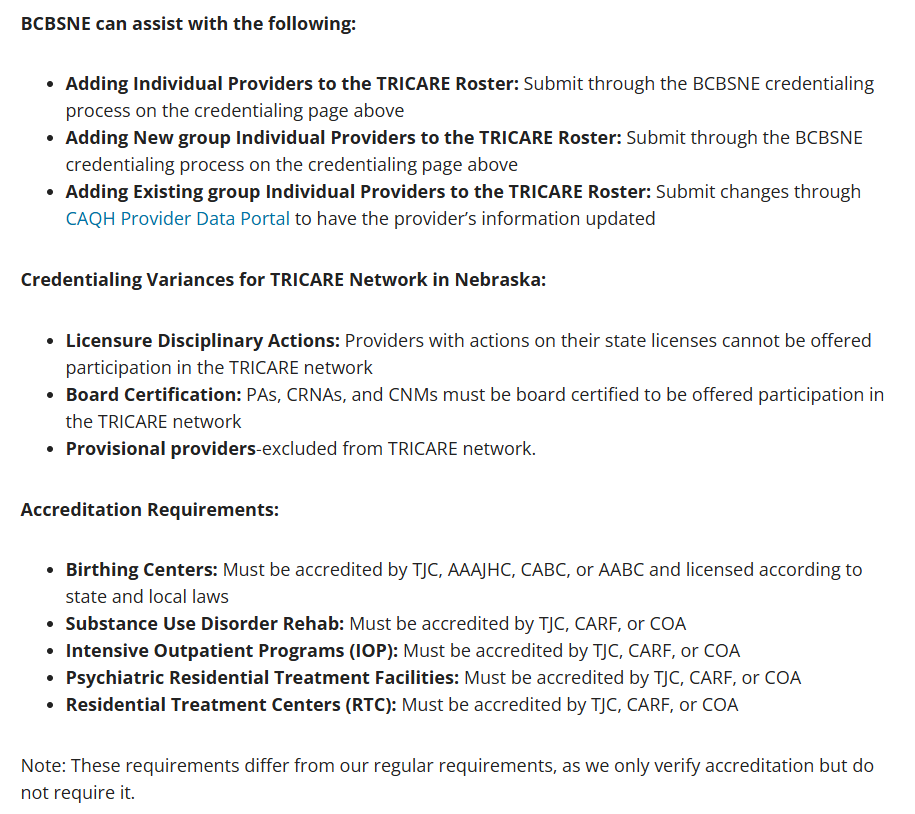 BCBSNE can assist with the following:
• Adding Individual Providers to the TRICARE Roster: Submit through the BCBSNE credentialing
process on the credentialing page above
• Adding New group Individual Providers to the TRICARE Roster: Submit through the BCBSNE
credentialing process on the credentialing page above
• Adding Existing group Individual Providers to the TRICARE Roster: Submit changes through
CAQH Provider Data Portal to have the provider’s information updated
Credentialing Variances for TRICARE Network in Nebraska:
• Licensure Disciplinary Actions: Providers with actions on their state licenses cannot be offered
participation in the TRICARE network
• Board Certification: PAs, CRNAs, and CNMs must be board certified to be offered participation in
the TRICARE network
• Provisional providers-excluded from TRICARE network.
Accreditation Requirements:
• Birthing Centers: Must be accredited by TJC, AAAJHC, CABC, or AABC and licensed according to
state and local laws
• Substance Use Disorder Rehab: Must be accredited by TJC, CARF, or COA
• Intensive Outpatient Programs (IOP): Must be accredited by TJC, CARF, or COA
• Psychiatric Residential Treatment Facilities: Must be accredited by TJC, CARF, or COA
• Residential Treatment Centers (RTC): Must be accredited by TJC, CARF, or COA
Note: These requirements differ from our regular requirements, as we only verify accreditation but do
not require it.